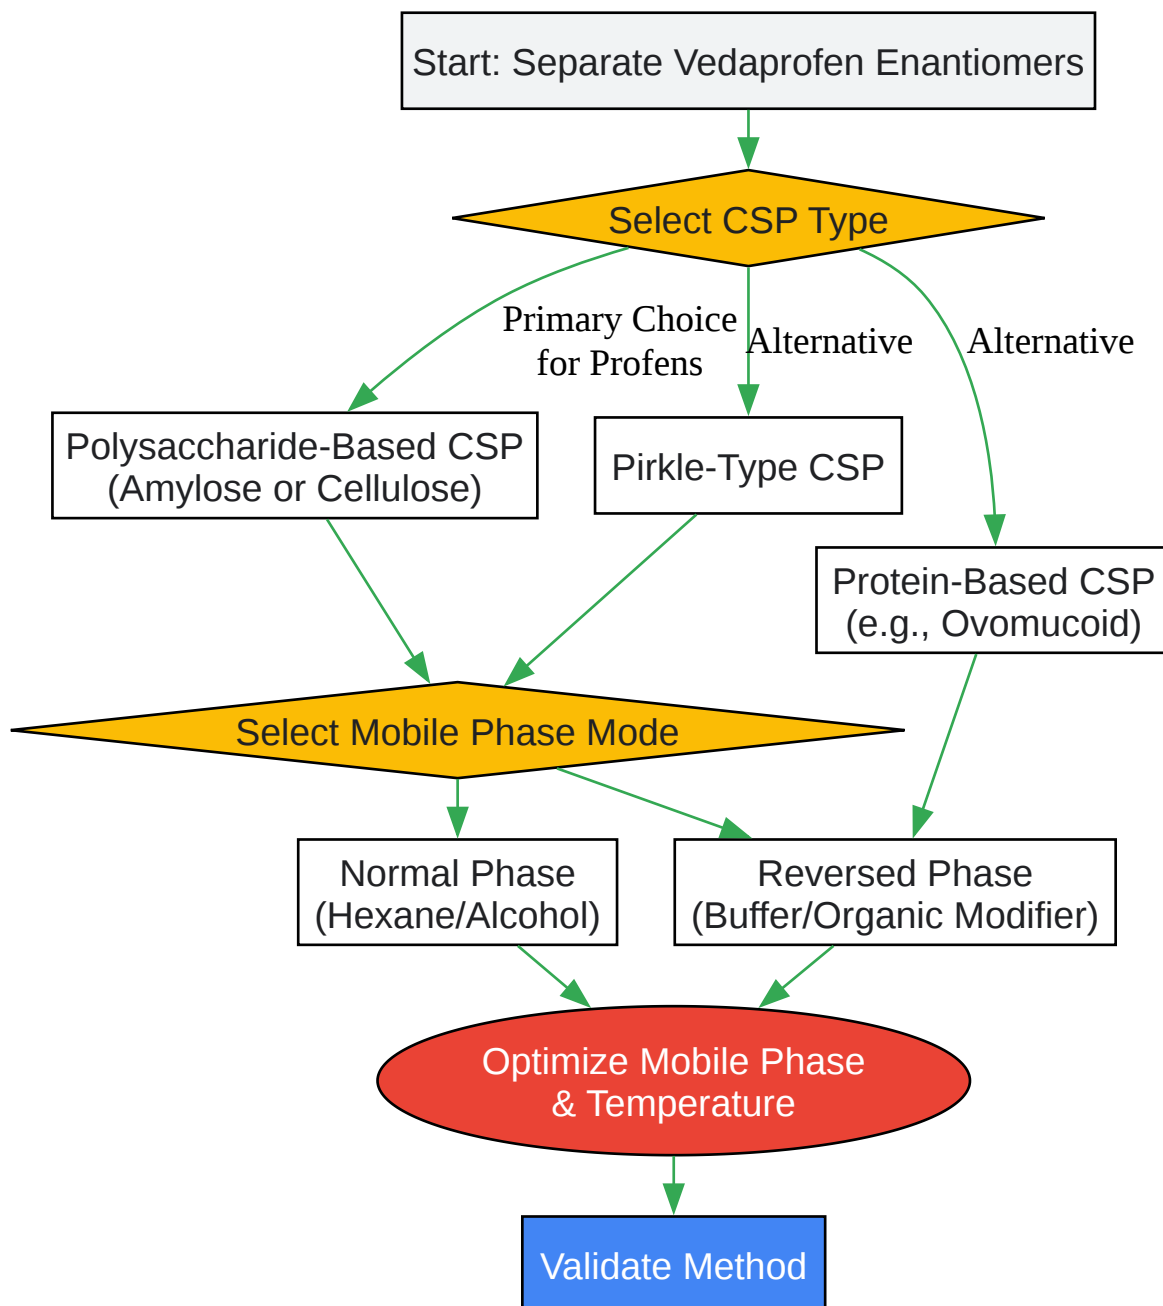 Start: Separate Vedaprofen Enantiomers
Select CSP Type
Primary Choice
for Profens
Alternative
Alternative
Polysaccharide-Based CSP
(Amylose or Cellulose)
Pirkle-Type CSP
Protein-Based CSP
(e.g., Ovomucoid)
Select Mobile Phase Mode
Normal Phase
(Hexane/Alcohol)
Reversed Phase
(Buffer/Organic Modifier)
Optimize Mobile Phase
& Temperature
Validate Method